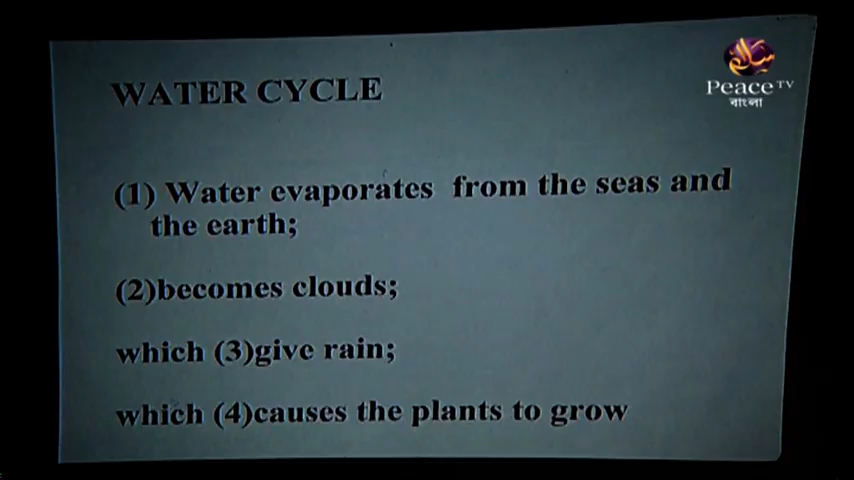 سلام
Peace TV
বাংলা
WATER CYCLE
(1) Water evaporates from the seas and
the earth;
(2)becomes clouds;
which (3)give rain;
which (4)causes the plants to grow